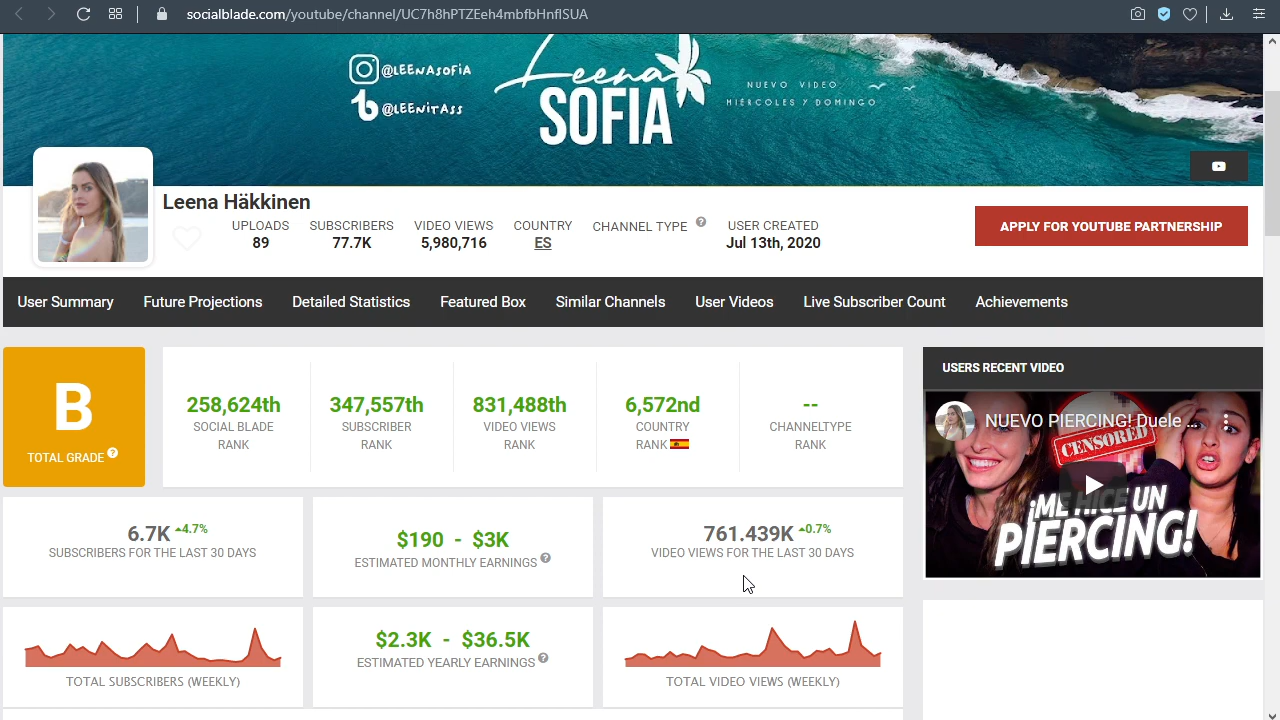 socialblade.com/youtube/channel/UC7h8hPTZEeh4mbfbHnflSUA
@LEENASOFIA
@LEENITASS
Leena
SOFIA
NUEVO VIDEO
MIÉRCOLES Y DOMINGO
Leena Häkkinen
UPLOADS
89
SUBSCRIBERS
77.7K
VIDEO VIEWS
5,980,716
COUNTRY
ES
CHANNEL TYPE ?
USER CREATED
Jul 13th, 2020
APPLY FOR YOUTUBE PARTNERSHIP
User Summary Future Projections Detailed Statistics Featured Box Similar Channels User Videos Live Subscriber Count Achievements
B
TOTAL GRADE ?
258,624th
SOCIAL BLADE
RANK
347,557th
SUBSCRIBER
RANK
831,488th
VIDEO VIEWS
RANK
6,572nd
COUNTRY
RANK
--
CHANNELTYPE
RANK
USERS RECENT VIDEO
NUEVO PIERCING! Duele ...
CENSORED
¡ME HICE UN
PIERCING!
6.7K 4.7%
SUBSCRIBERS FOR THE LAST 30 DAYS
$190 - $3K
ESTIMATED MONTHLY EARNINGS ?
761.439K 0.7%
VIDEO VIEWS FOR THE LAST 30 DAYS
TOTAL SUBSCRIBERS (WEEKLY)
$2.3K - $36.5K
ESTIMATED YEARLY EARNINGS ?
TOTAL VIDEO VIEWS (WEEKLY)